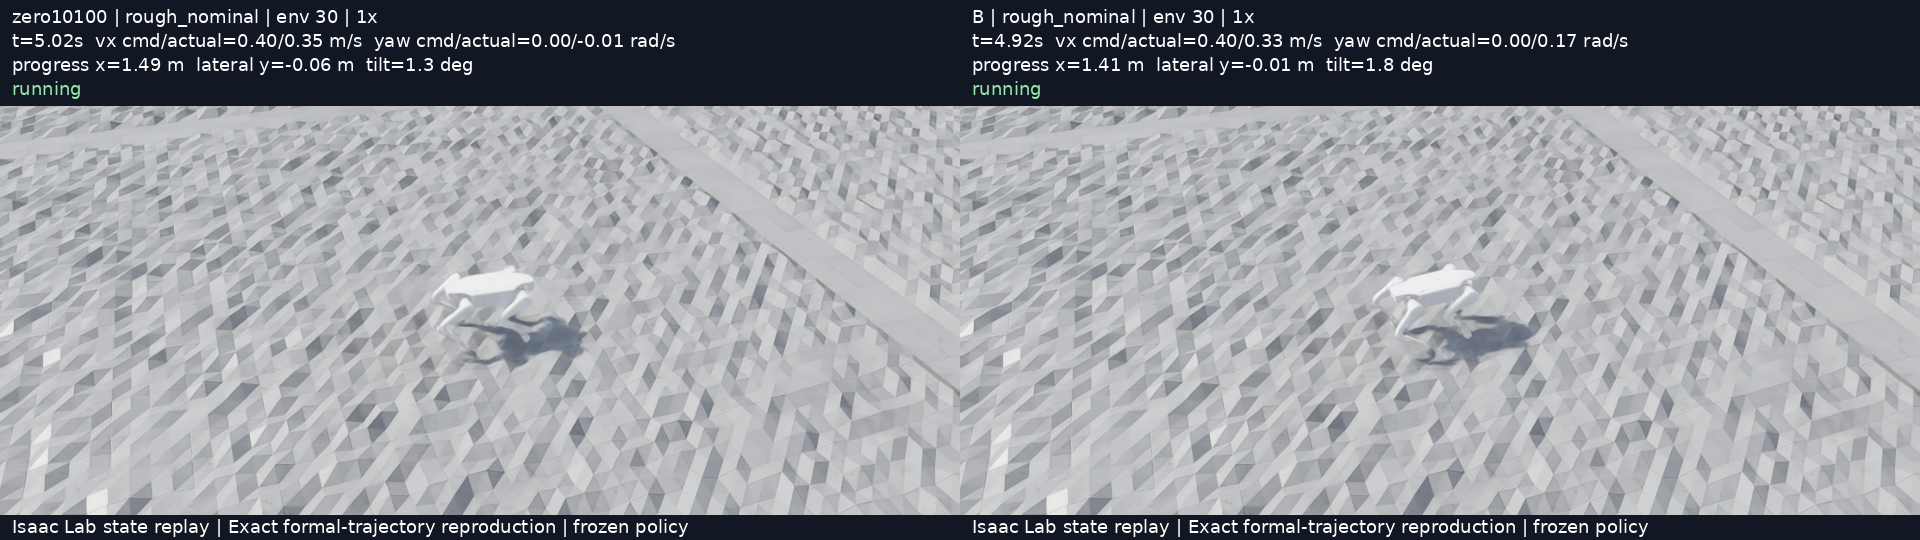 zero10100 | rough_nominal | env 30 | 1x
t=5.02s  vx cmd/actual=0.40/0.35 m/s  yaw cmd/actual=0.00/-0.01 rad/s
progress x=1.49 m  lateral y=-0.06 m  tilt=1.3 deg
running
Isaac Lab state replay | Exact formal-trajectory reproduction | frozen policy
B | rough_nominal | env 30 | 1x
t=4.92s  vx cmd/actual=0.40/0.33 m/s  yaw cmd/actual=0.00/0.17 rad/s
progress x=1.41 m  lateral y=-0.01 m  tilt=1.8 deg
running
Isaac Lab state replay | Exact formal-trajectory reproduction | frozen policy